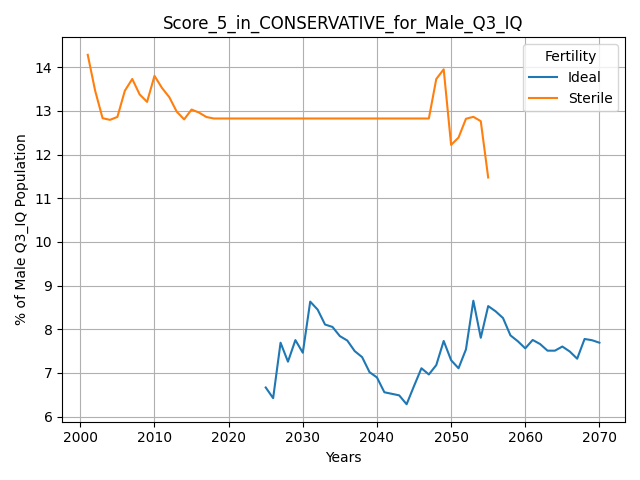 Score_5_in_CONSERVATIVE_for_Male_Q3_IQ
Fertility
Ideal
Sterile
% of Male Q3_IQ Population
14
13
12
11
10
9
8
7
6
2000 2010 2020 2030 2040 2050 2060 2070
Years